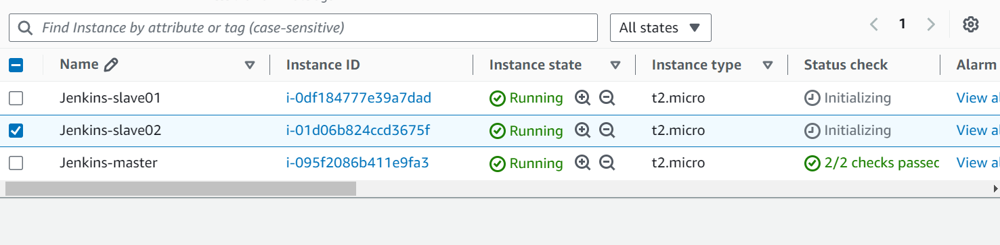 Find Instance by attribute or tag (case-sensitive) All states 1
Name Instance ID Instance state Instance type Status check Alarm
Jenkins-slave01 i-0df184777e39a7dad Running t2.micro Initializing View al
Jenkins-slave02 i-01d06b824ccd3675f Running t2.micro Initializing View al
Jenkins-master i-095f2086b411e9fa3 Running t2.micro 2/2 checks passed View al